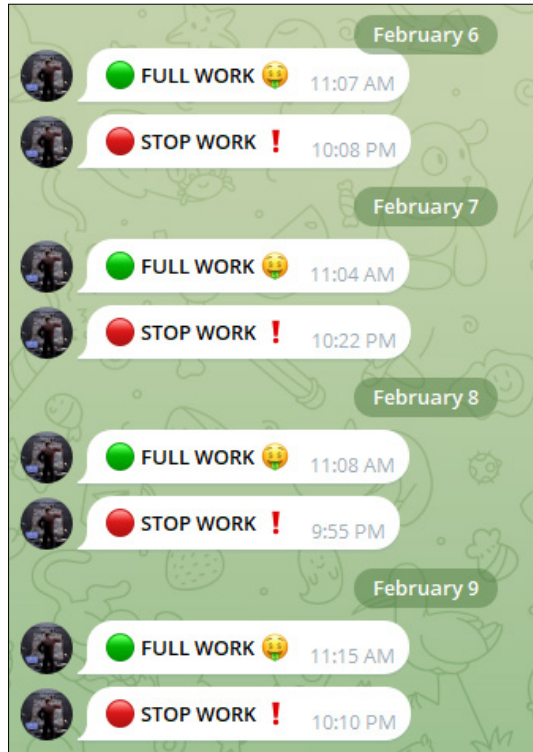 February 6
🟢 FULL WORK 🤑 11:07 AM
🔴 STOP WORK ❗ 10:08 PM
February 7
🟢 FULL WORK 🤑 11:04 AM
🔴 STOP WORK ❗ 10:22 PM
February 8
🟢 FULL WORK 🤑 11:08 AM
🔴 STOP WORK ❗ 9:55 PM
February 9
🟢 FULL WORK 🤑 11:15 AM
🔴 STOP WORK ❗ 10:10 PM